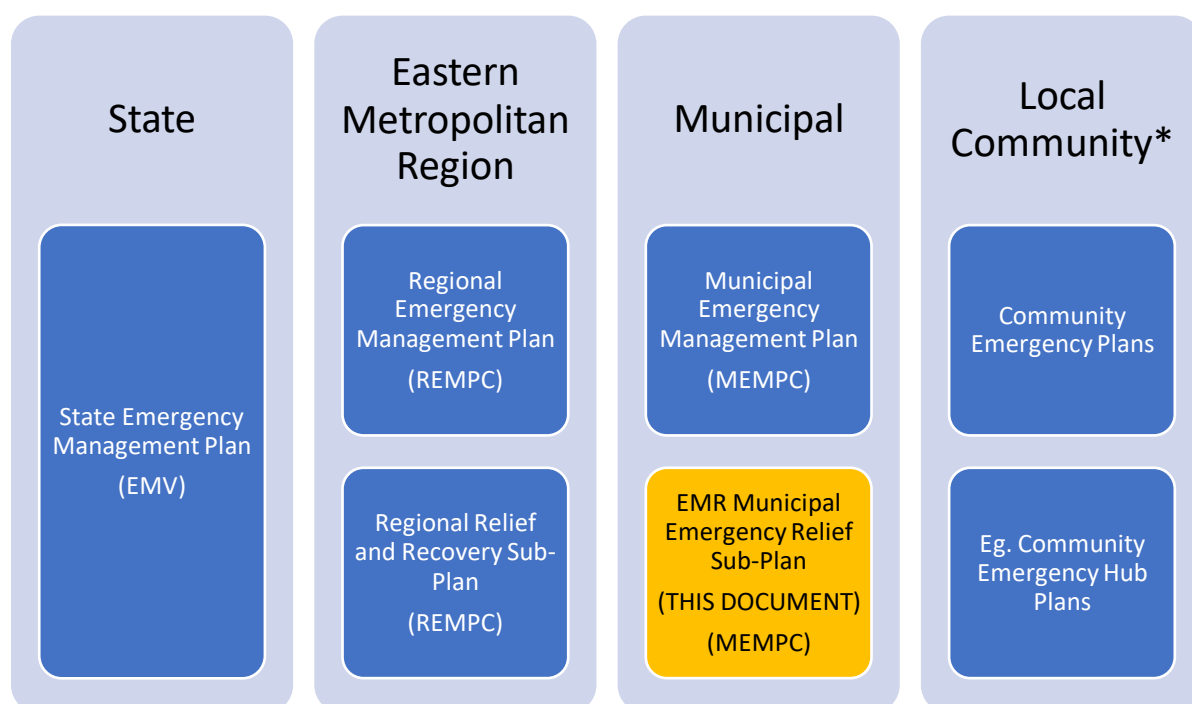 State
State Emergency
Management Plan
(EMV)
Eastern
Metropolitan
Region
Regional
Emergency
Management Plan
(REMPC)
Regional Relief
and Recovery Sub-
Plan
(REMPC)
Municipal
Municipal
Emergency
Management Plan
(MEMPC)
EMR Municipal
Emergency Relief
Sub-Plan
(THIS DOCUMENT)
(MEMPC)
Local
Community*
Community
Emergency Plans
Eg. Community
Emergency Hub
Plans